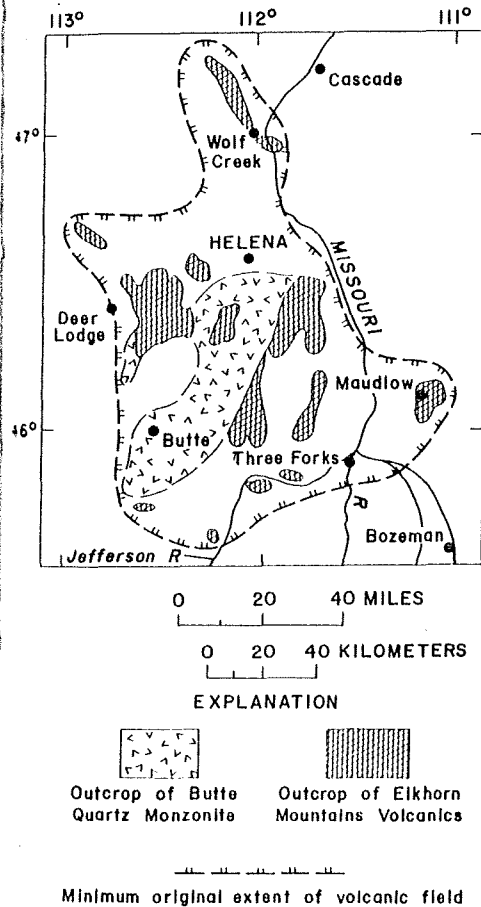 113°
112°
111°
Cascade
47°
Wolf
Creek
HELENA
MISSOURI
Deer
Lodge
Maudlow
46°
Butte
Three Forks
R
Bozeman
Jefferson R
0 20 40 MILES
0 20 40 KILOMETERS
EXPLANATION
Outcrop of Butte
Quartz Monzonite
Outcrop of Elkhorn
Mountains Volcanics
Minimum original extent of volcanic field